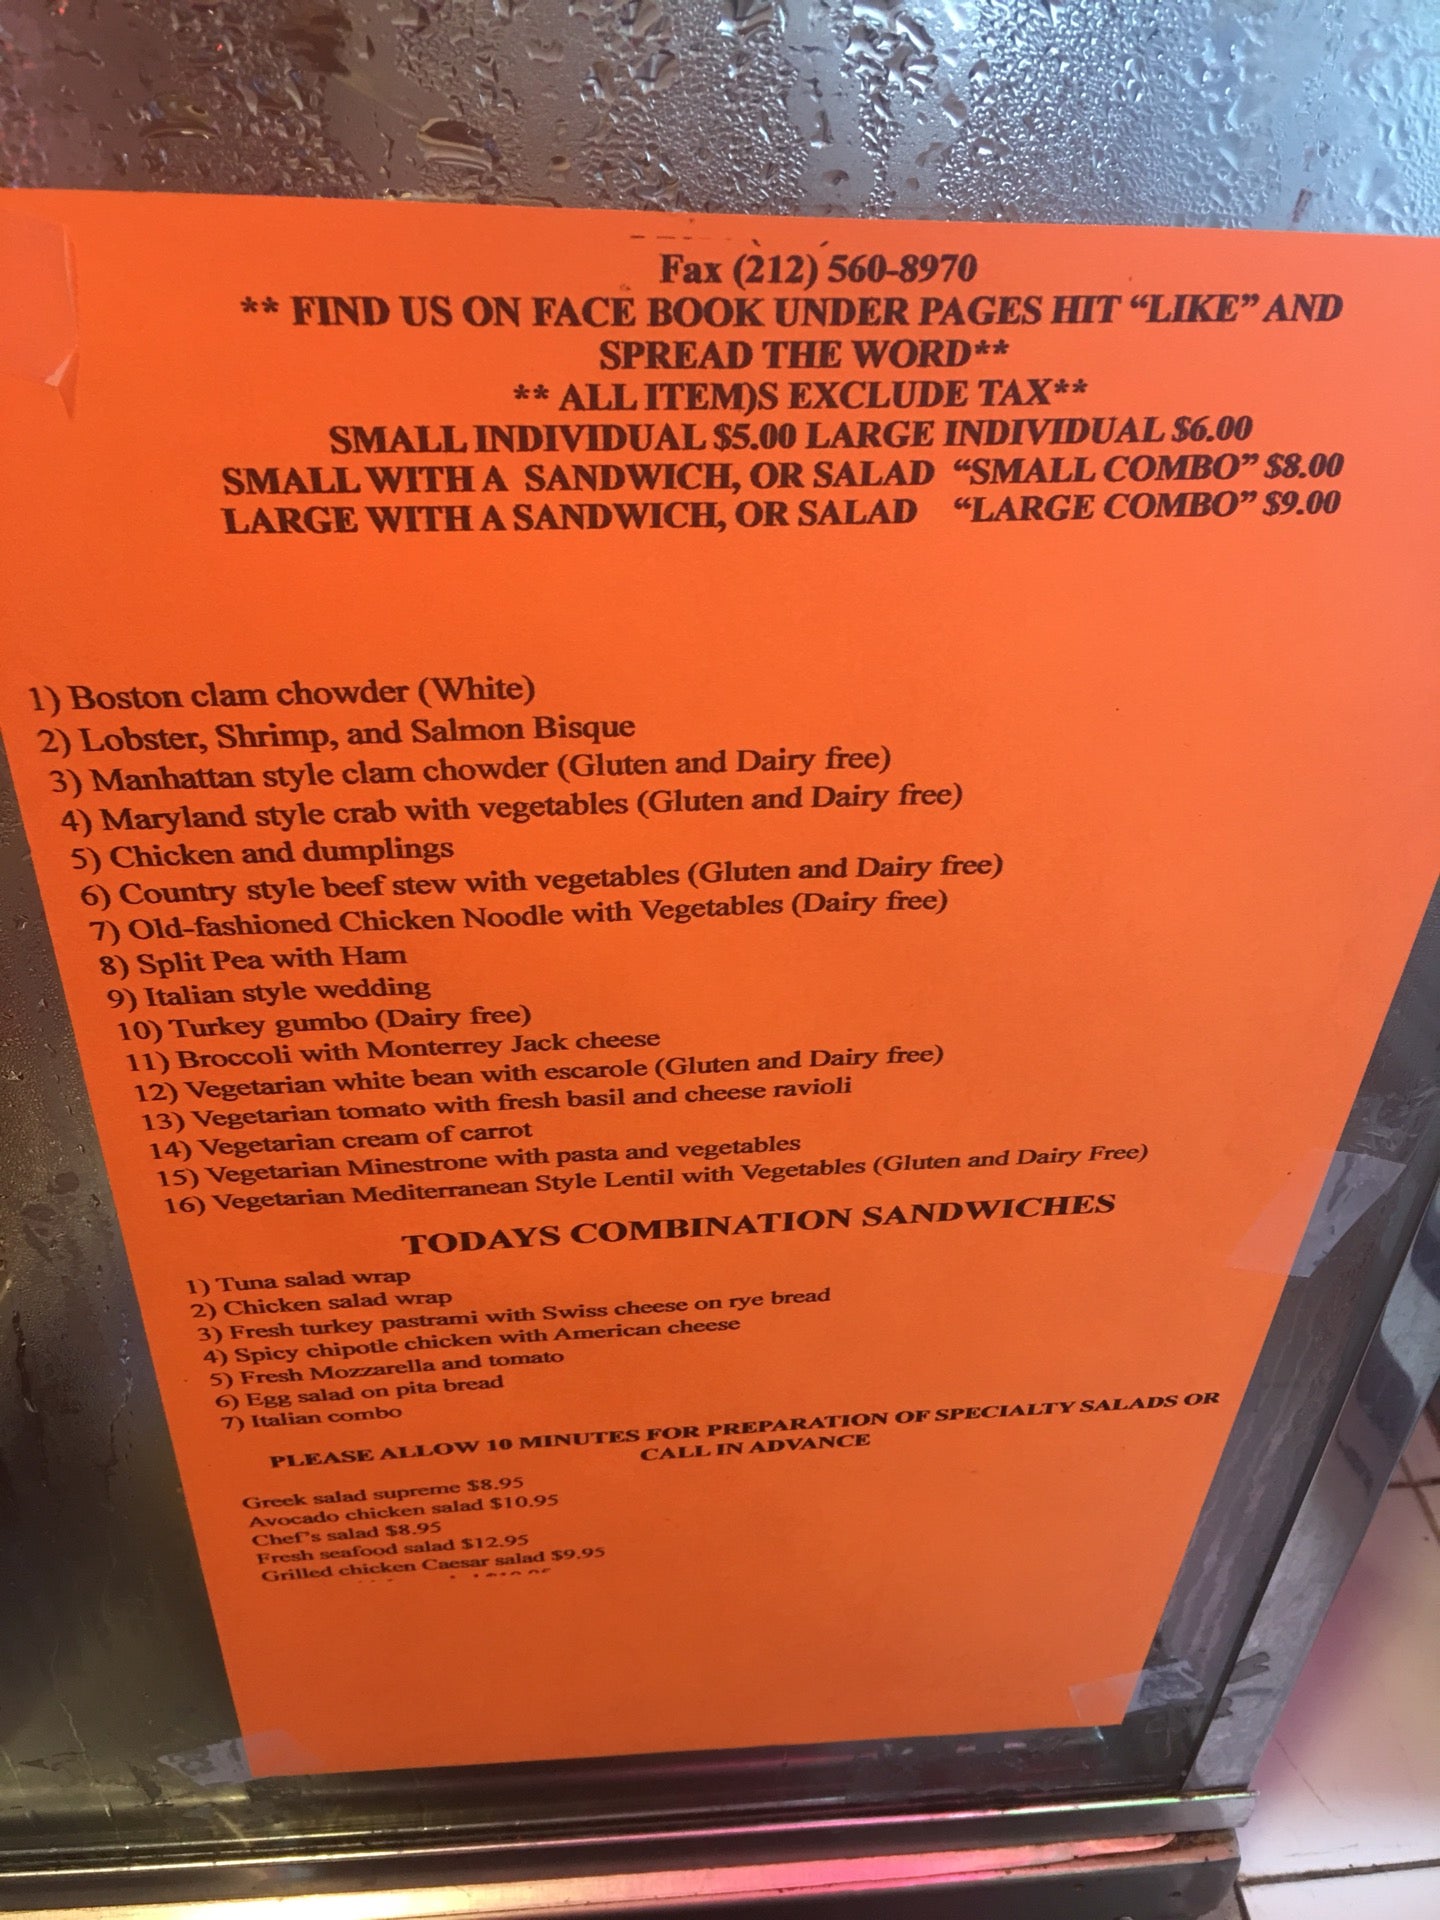 Fax (212) 560-8970
** FIND US ON FACE BOOK UNDER PAGES HIT “LIKE” AND
SPREAD THE WORD**
** ALL ITEM)S EXCLUDE TAX**
SMALL INDIVIDUAL $5.00 LARGE INDIVIDUAL $6.00
SMALL WITH A SANDWICH, OR SALAD “SMALL COMBO” $8.00
LARGE WITH A SANDWICH, OR SALAD “LARGE COMBO” $9.00
1) Boston clam chowder (White)
2) Lobster, Shrimp, and Salmon Bisque
3) Manhattan style clam chowder (Gluten and Dairy free)
4) Maryland style crab with vegetables (Gluten and Dairy free)
5) Chicken and dumplings
6) Country style beef stew with vegetables (Gluten and Dairy free)
7) Old-fashioned Chicken Noodle with Vegetables (Dairy free)
8) Split Pea with Ham
9) Italian style wedding
10) Turkey gumbo (Dairy free)
11) Broccoli with Monterrey Jack cheese
12) Vegetarian white bean with escarole (Gluten and Dairy free)
13) Vegetarian tomato with fresh basil and cheese ravioli
14) Vegetarian cream of carrot
15) Vegetarian Minestrone with pasta and vegetables
16) Vegetarian Mediterranean Style Lentil with Vegetables (Gluten and Dairy Free)
TODAYS COMBINATION SANDWICHES
1) Tuna salad wrap
2) Chicken salad wrap
3) Fresh turkey pastrami with Swiss cheese on rye bread
4) Spicy chipotle chicken with American cheese
5) Fresh Mozzarella and tomato
6) Egg salad on pita bread
7) Italian combo
PLEASE ALLOW 10 MINUTES FOR PREPARATION OF SPECIALTY SALADS OR
CALL IN ADVANCE
Greek salad supreme $8.95
Avocado chicken salad $10.95
Chef's salad $8.95
Fresh seafood salad $12.95
Grilled chicken Caesar salad $9.95